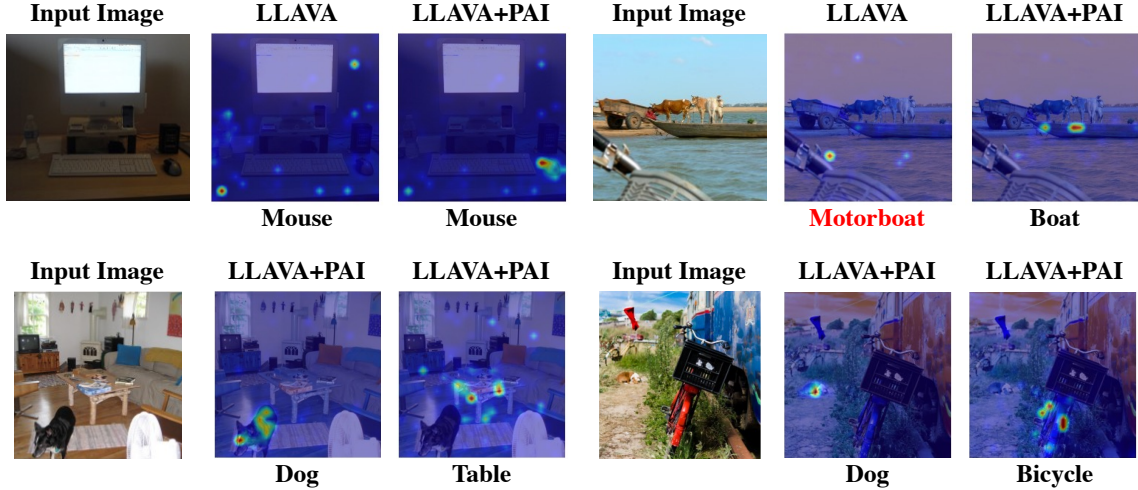 Input Image LLAVA LLAVA+PAI Input Image LLAVA LLAVA+PAI
Mouse Mouse Motorboat Boat
Input Image LLAVA+PAI LLAVA+PAI Input Image LLAVA+PAI LLAVA+PAI
Dog Table Dog Bicycle